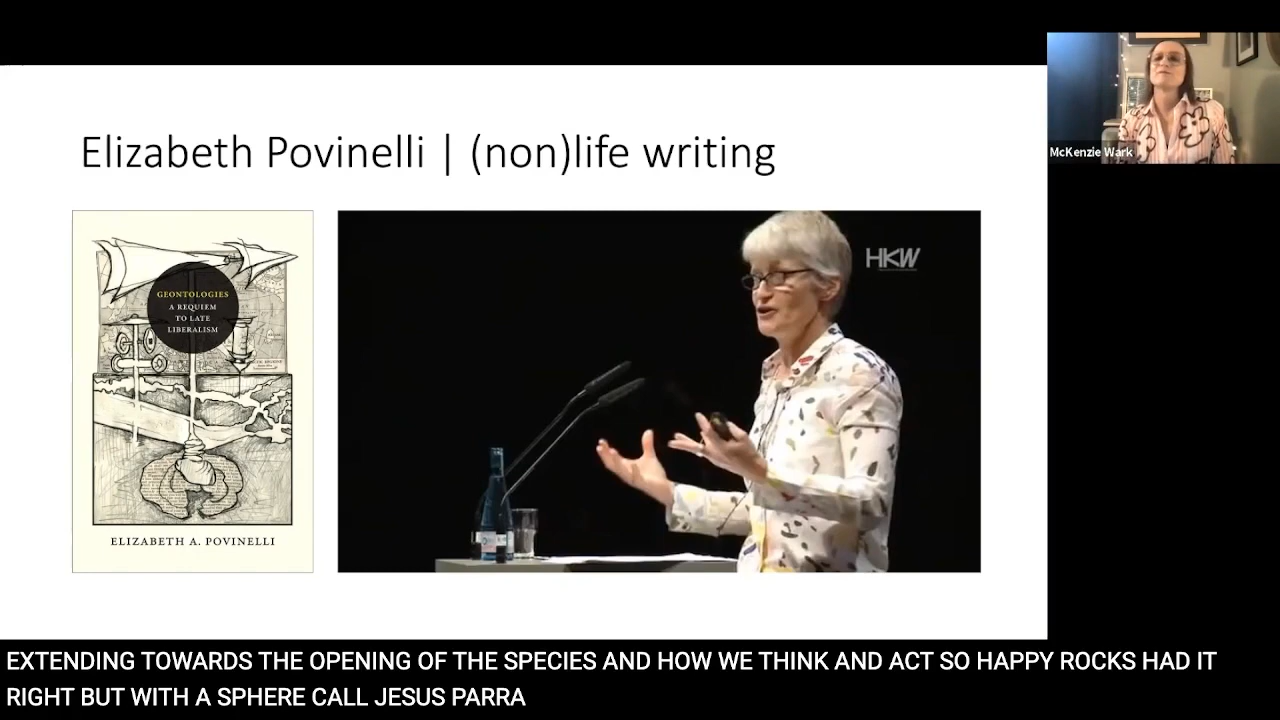 Elizabeth Povinelli | (non)life writing
McKenzie Wark
GEONTOLOGIES
A REQUIEM
TO LATE
LIBERALISM
ELIZABETH A. POVINELLI
HKW
EXTENDING TOWARDS THE OPENING OF THE SPECIES AND HOW WE THINK AND ACT SO HAPPY ROCKS HAD IT
RIGHT BUT WITH A SPHERE CALL JESUS PARRA